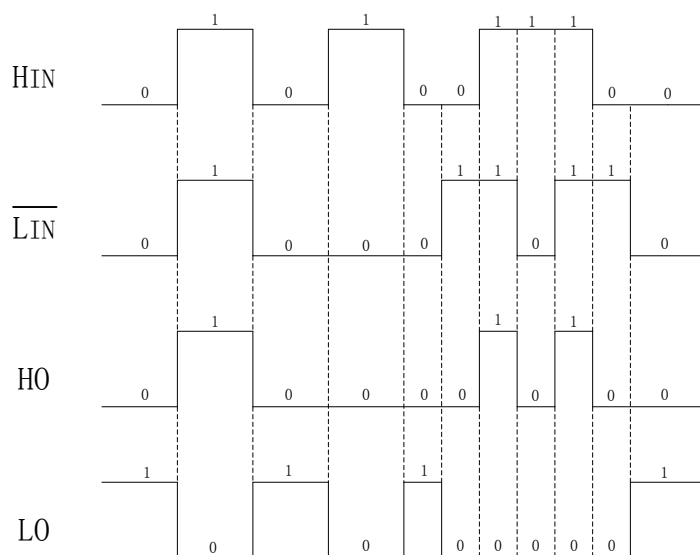 1 1 1 1 1
HIN
0 0 0 0 0 0
1 1 1 1 1
L̅I̅N̅
0 0 0 0 0 0
1 1 1
HO
0 0 0 0 0 0 0 0
1 1 1 1
LO
0 0 0 0 0 0 0